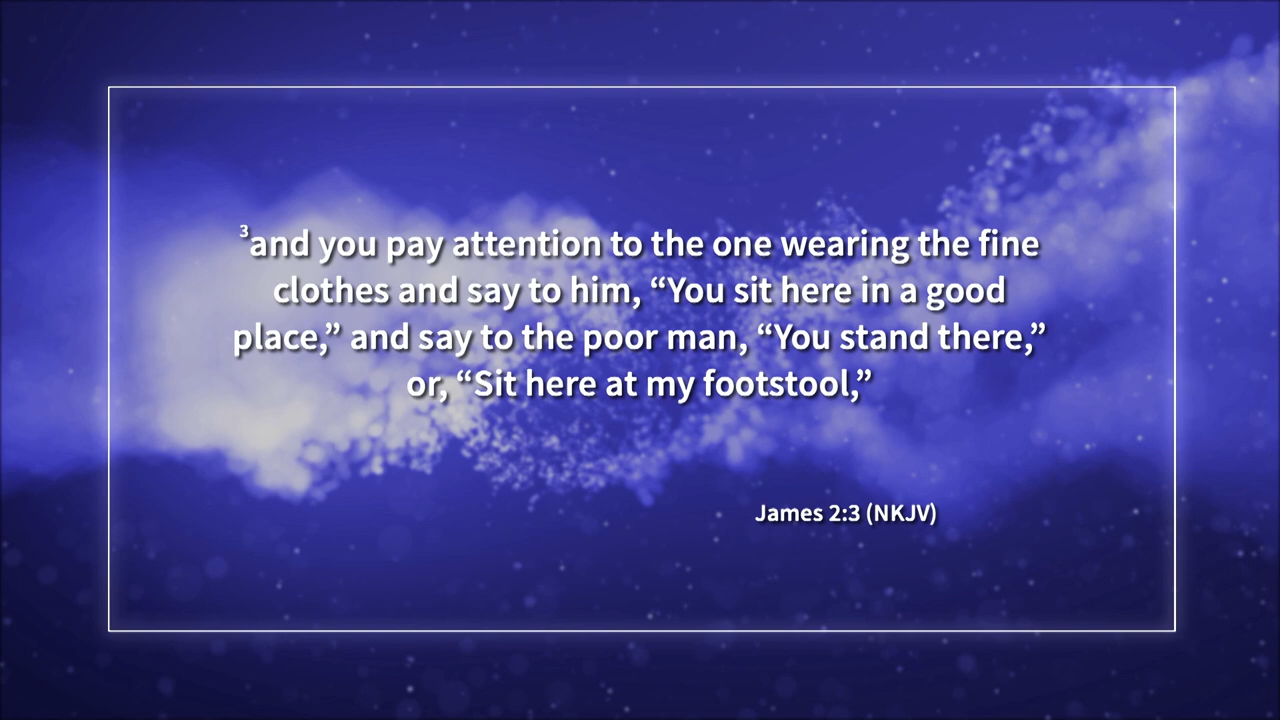 ³and you pay attention to the one wearing the fine
clothes and say to him, “You sit here in a good
place,” and say to the poor man, “You stand there,”
or, “Sit here at my footstool,”
James 2:3 (NKJV)